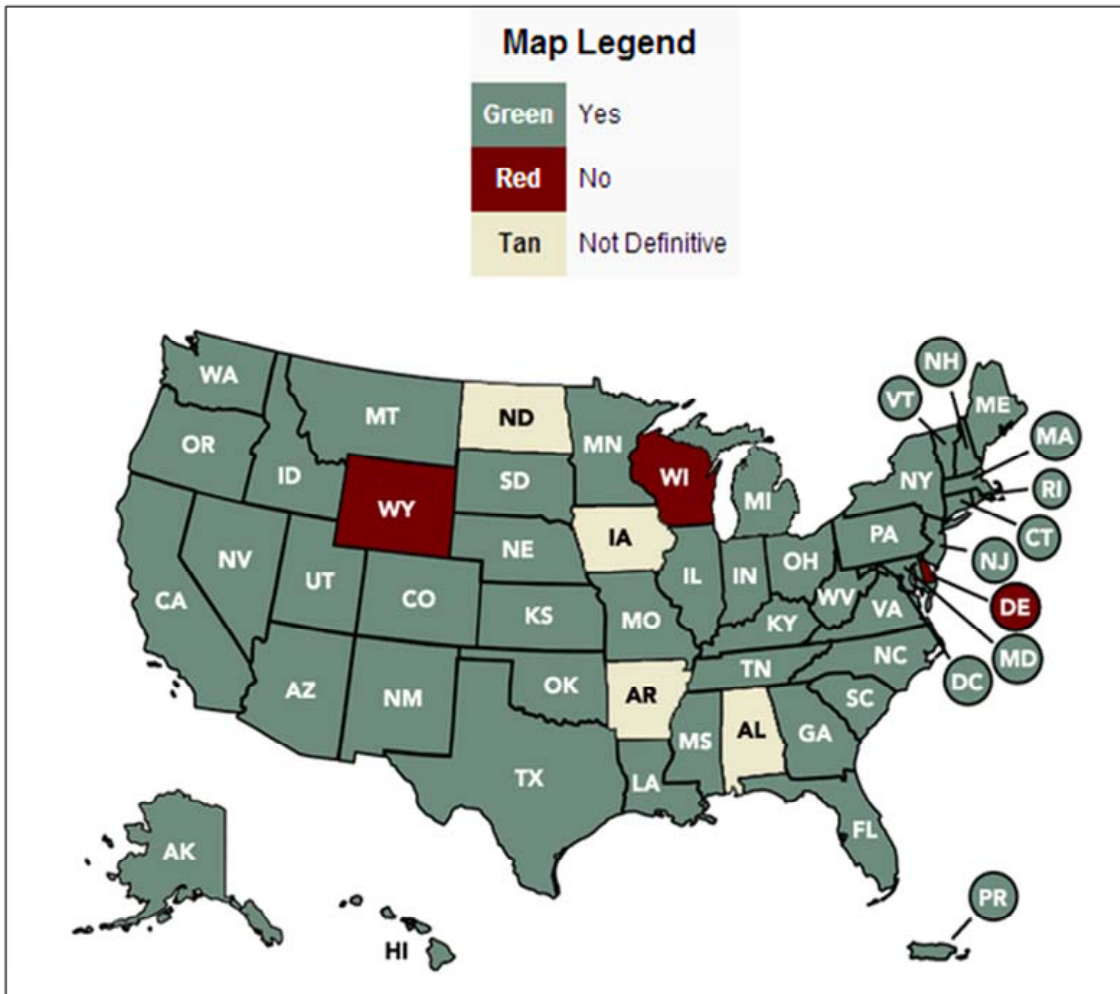 Map Legend
Green Yes
Red No
Tan Not Definitive
WA
MT
ND
MN
OR
ID
SD
WI
WY
NE
IA
MI
NV
UT
CO
CA
KS
MO
IL
IN
OH
KY
WV
VA
PA
NY
NH
VT
ME
MA
RI
CT
NJ
DE
MD
DC
NC
TN
SC
AZ
NM
OK
AR
MS
AL
GA
TX
LA
FL
AK
HI
PR